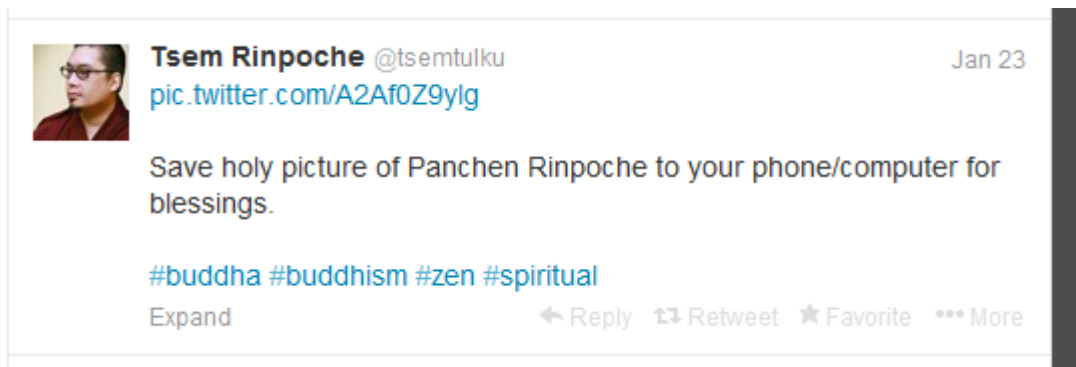 Tsem Rinpoche @tsemtulku Jan 23
pic.twitter.com/A2Af0Z9ylg
Save holy picture of Panchen Rinpoche to your phone/computer for
blessings.
#buddha #buddhism #zen #spiritual
Expand Reply Retweet Favorite More